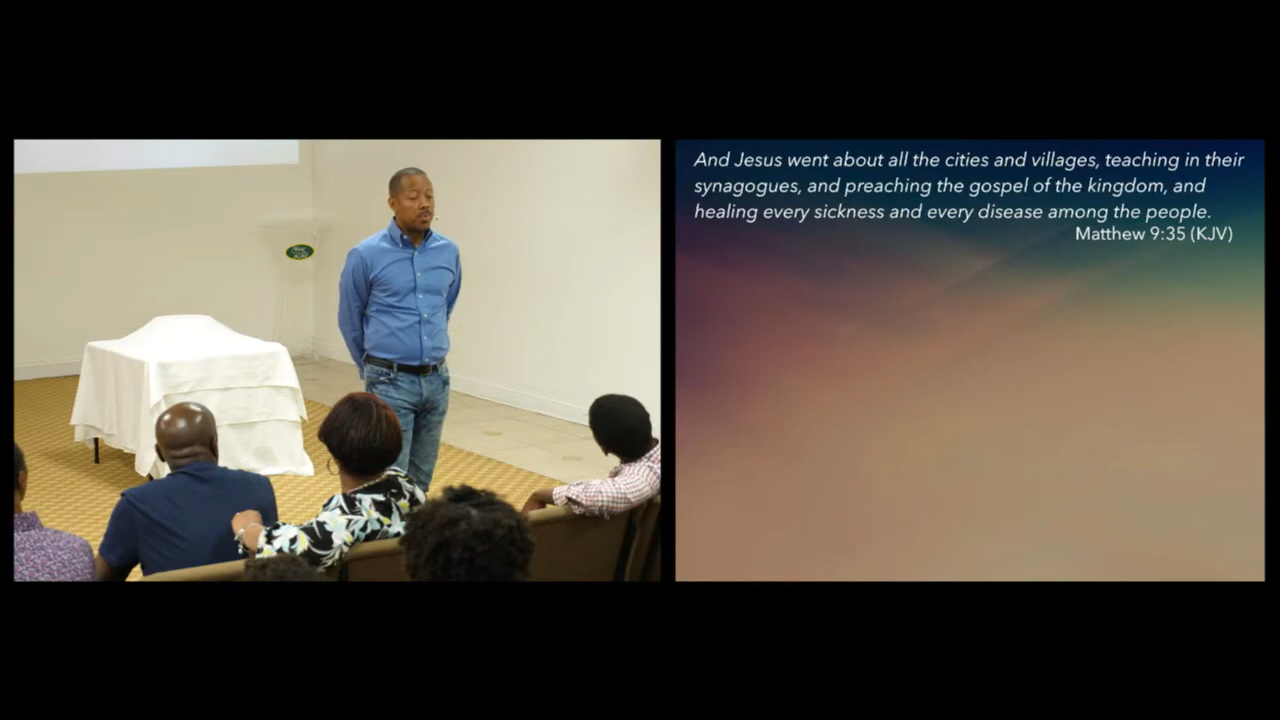 And Jesus went about all the cities and villages, teaching in their
synagogues, and preaching the gospel of the kingdom, and
healing every sickness and every disease among the people.
Matthew 9:35 (KJV)